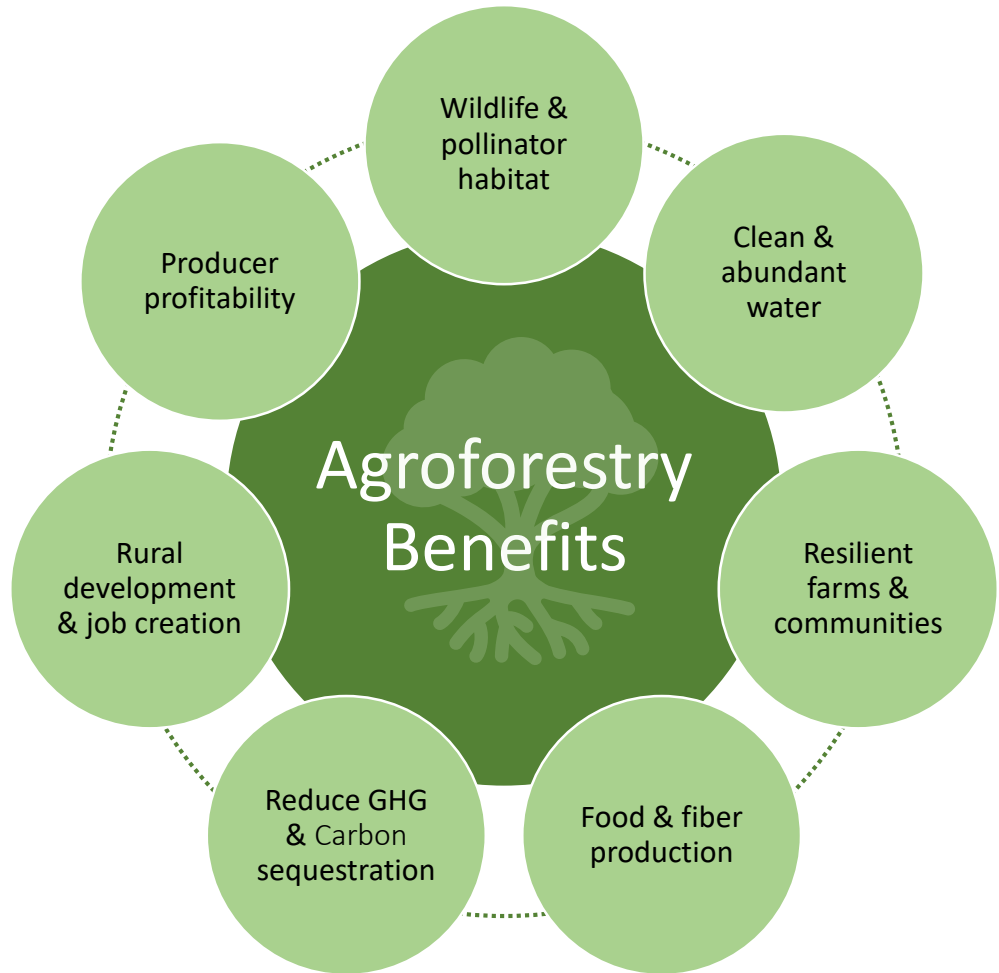 Agroforestry
Benefits
Wildlife &
pollinator
habitat
Clean &
abundant
water
Resilient
farms &
communities
Food & fiber
production
Reduce GHG
& Carbon
sequestration
Rural
development
& job creation
Producer
profitability